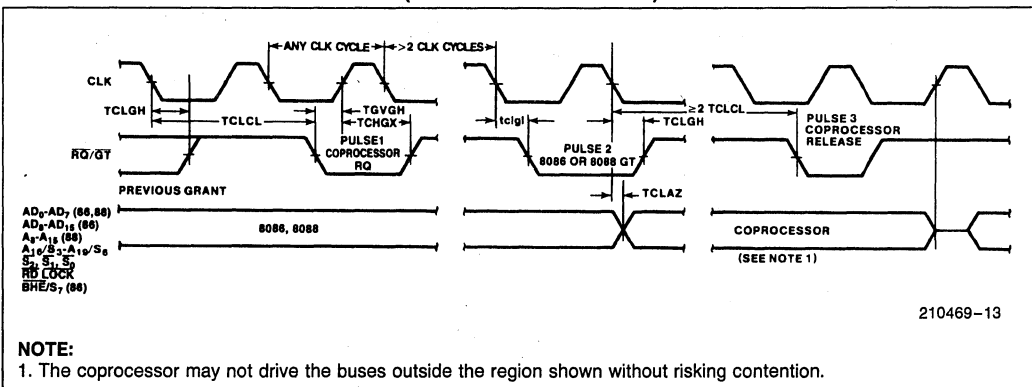 ANY CLK CYCLE
>2 CLK CYCLES
CLK
TCLGH
TCLCL
TGVGH
TCHGX
tclgl
≥2 TCLCL
TCLGH
PULSE 3
COPROCESSOR
RELEASE
RQ/GT
PULSE1
COPROCESSOR
RQ
PULSE 2
8086 OR 8088 GT
PREVIOUS GRANT
TCLAZ
AD0-AD7 (86,88)
AD8-AD15 (86)
A8-A15 (88)
A16/S3-A19/S6
S2, S1, S0
RD LOCK
BHE/S7 (86)
8086, 8088
COPROCESSOR
(SEE NOTE 1)
210469-13
NOTE:
1. The coprocessor may not drive the buses outside the region shown without risking contention.